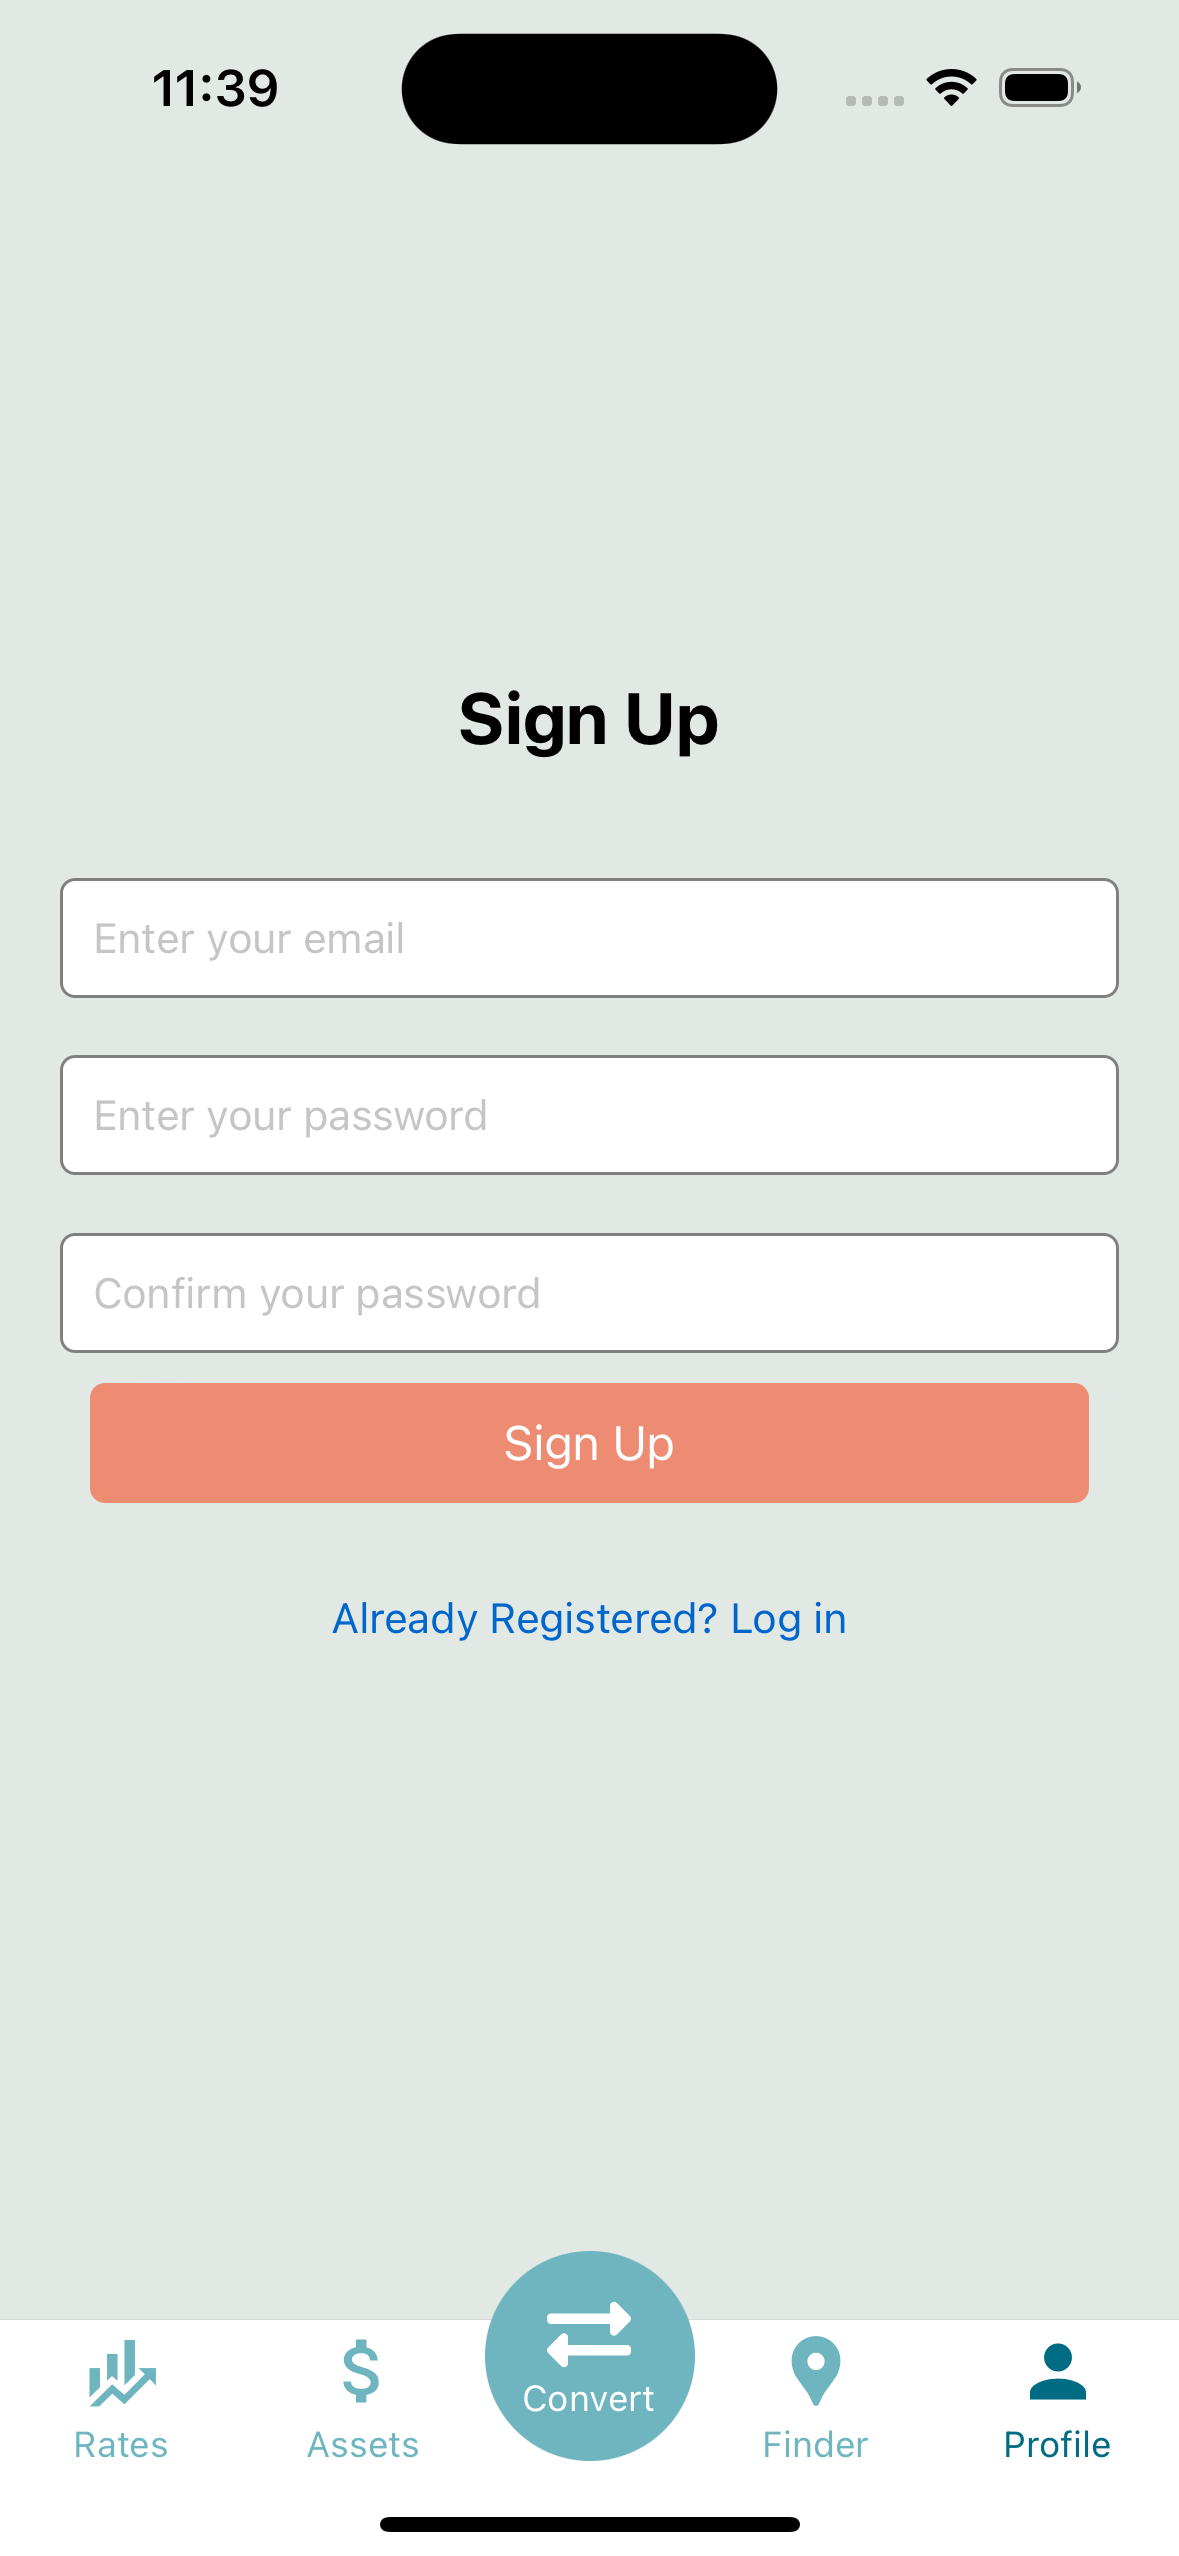 11:39
Sign Up
Enter your email
Enter your password
Confirm your password
Sign Up
Already Registered? Log in
Convert
Rates
Assets
Finder
Profile